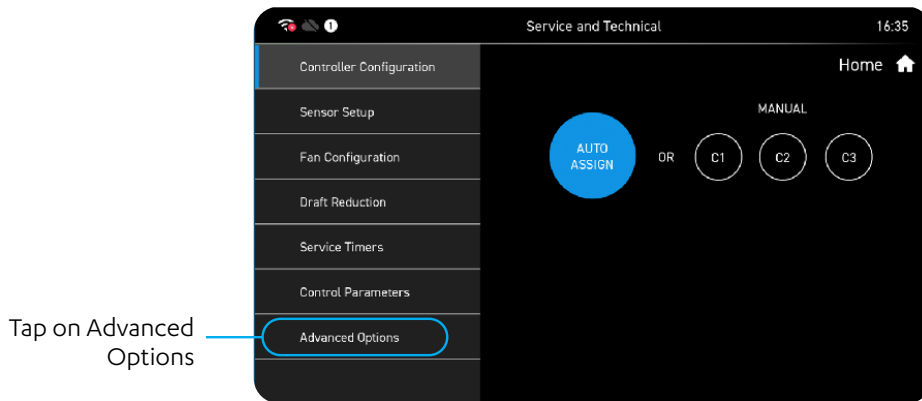 1
Service and Technical
16:35
Controller Configuration
Home
Sensor Setup
MANUAL
AUTO
ASSIGN
OR
C1
C2
C3
Fan Configuration
Draft Reduction
Service Timers
Control Parameters
Advanced Options
Tap on Advanced
Options